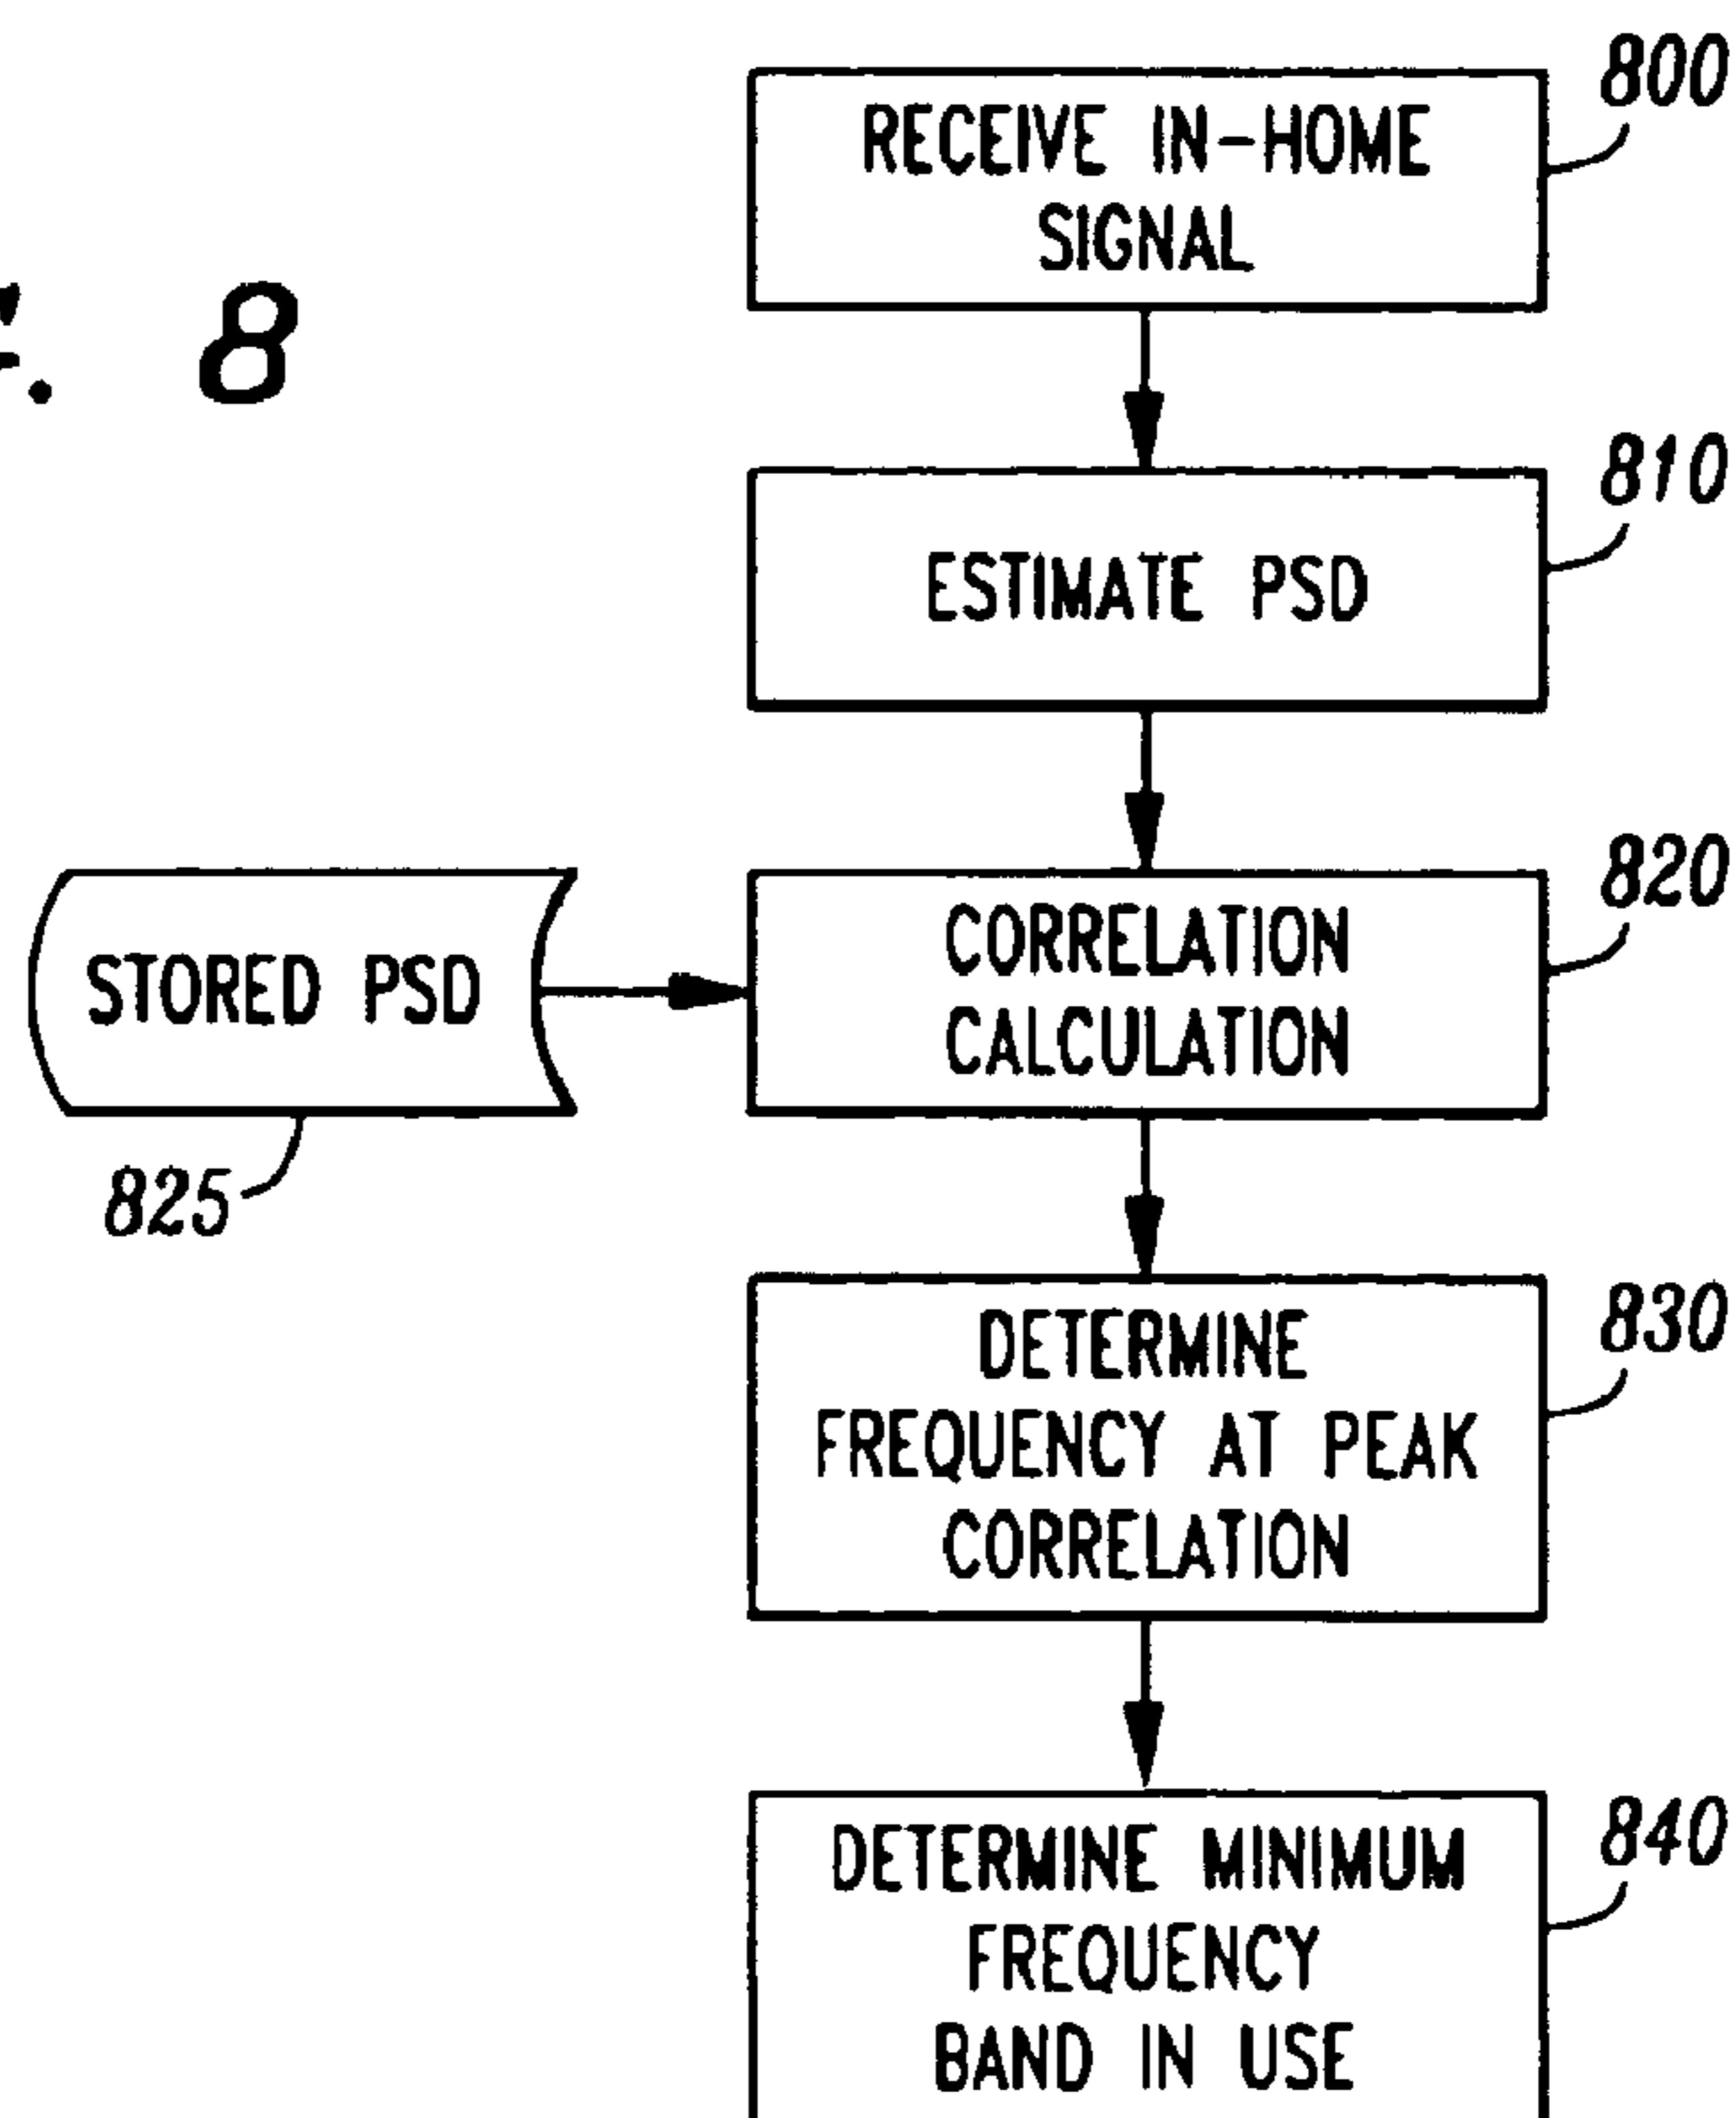 800
RECEIVE IN-HOME
SIGNAL
8
810
ESTIMATE PSD
820
CORRELATION
CALCULATION
STORED PSD
825
830
DETERMINE
FREQUENCY AT PEAK
CORRELATION
840
DETERMINE MINIMUM
FREQUENCY
BAND IN USE